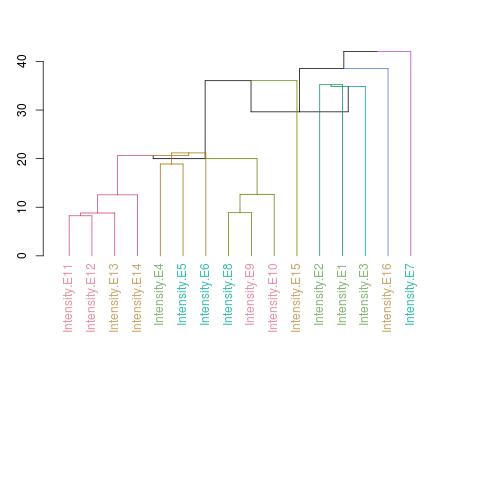 40
30
20
10
0
Intensity.E11
Intensity.E12
Intensity.E13
Intensity.E14
Intensity.E4
Intensity.E5
Intensity.E6
Intensity.E8
Intensity.E9
Intensity.E10
Intensity.E15
Intensity.E2
Intensity.E1
Intensity.E3
Intensity.E16
Intensity.E7